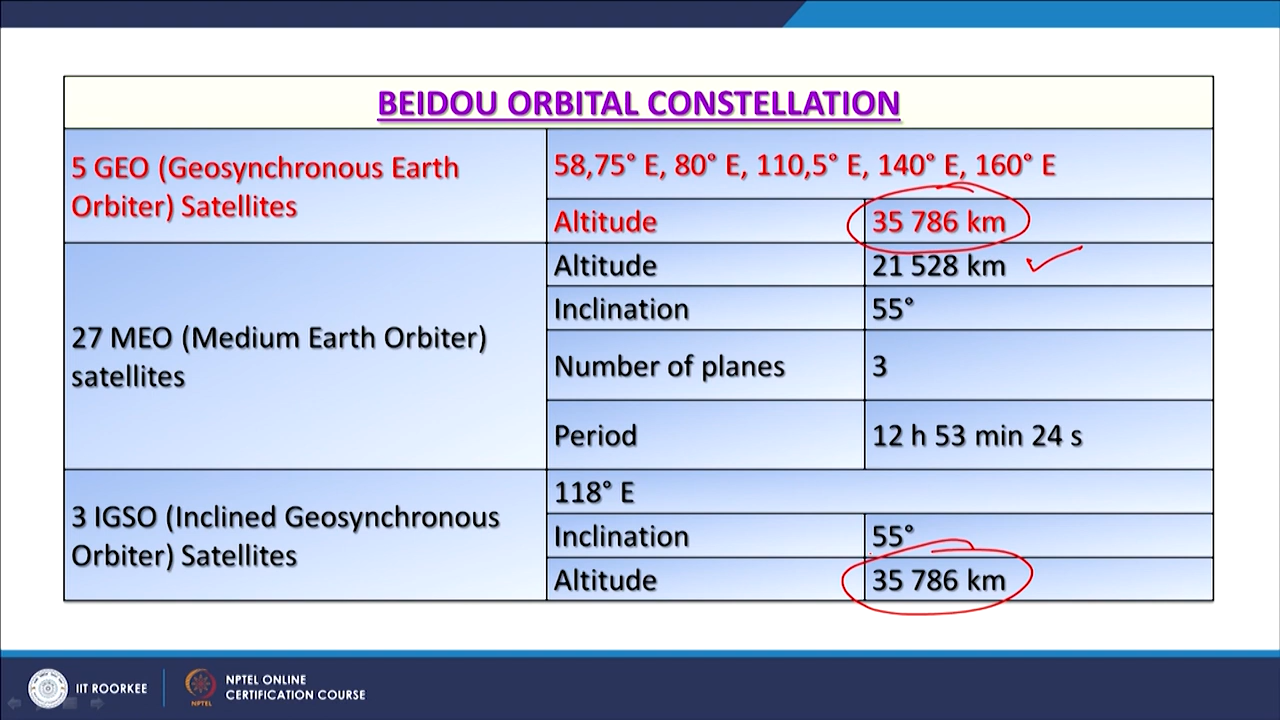 BEIDOU ORBITAL CONSTELLATION
5 GEO (Geosynchronous Earth
Orbiter) Satellites
58,75° E, 80° E, 110,5° E, 140° E, 160° E
Altitude
35 786 km
27 MEO (Medium Earth Orbiter)
satellites
Altitude
21 528 km
Inclination
55°
Number of planes
3
Period
12 h 53 min 24 s
3 IGSO (Inclined Geosynchronous
Orbiter) Satellites
118° E
Inclination
55°
Altitude
35 786 km
IIT ROORKEE
NPTEL
NPTEL ONLINE
CERTIFICATION COURSE